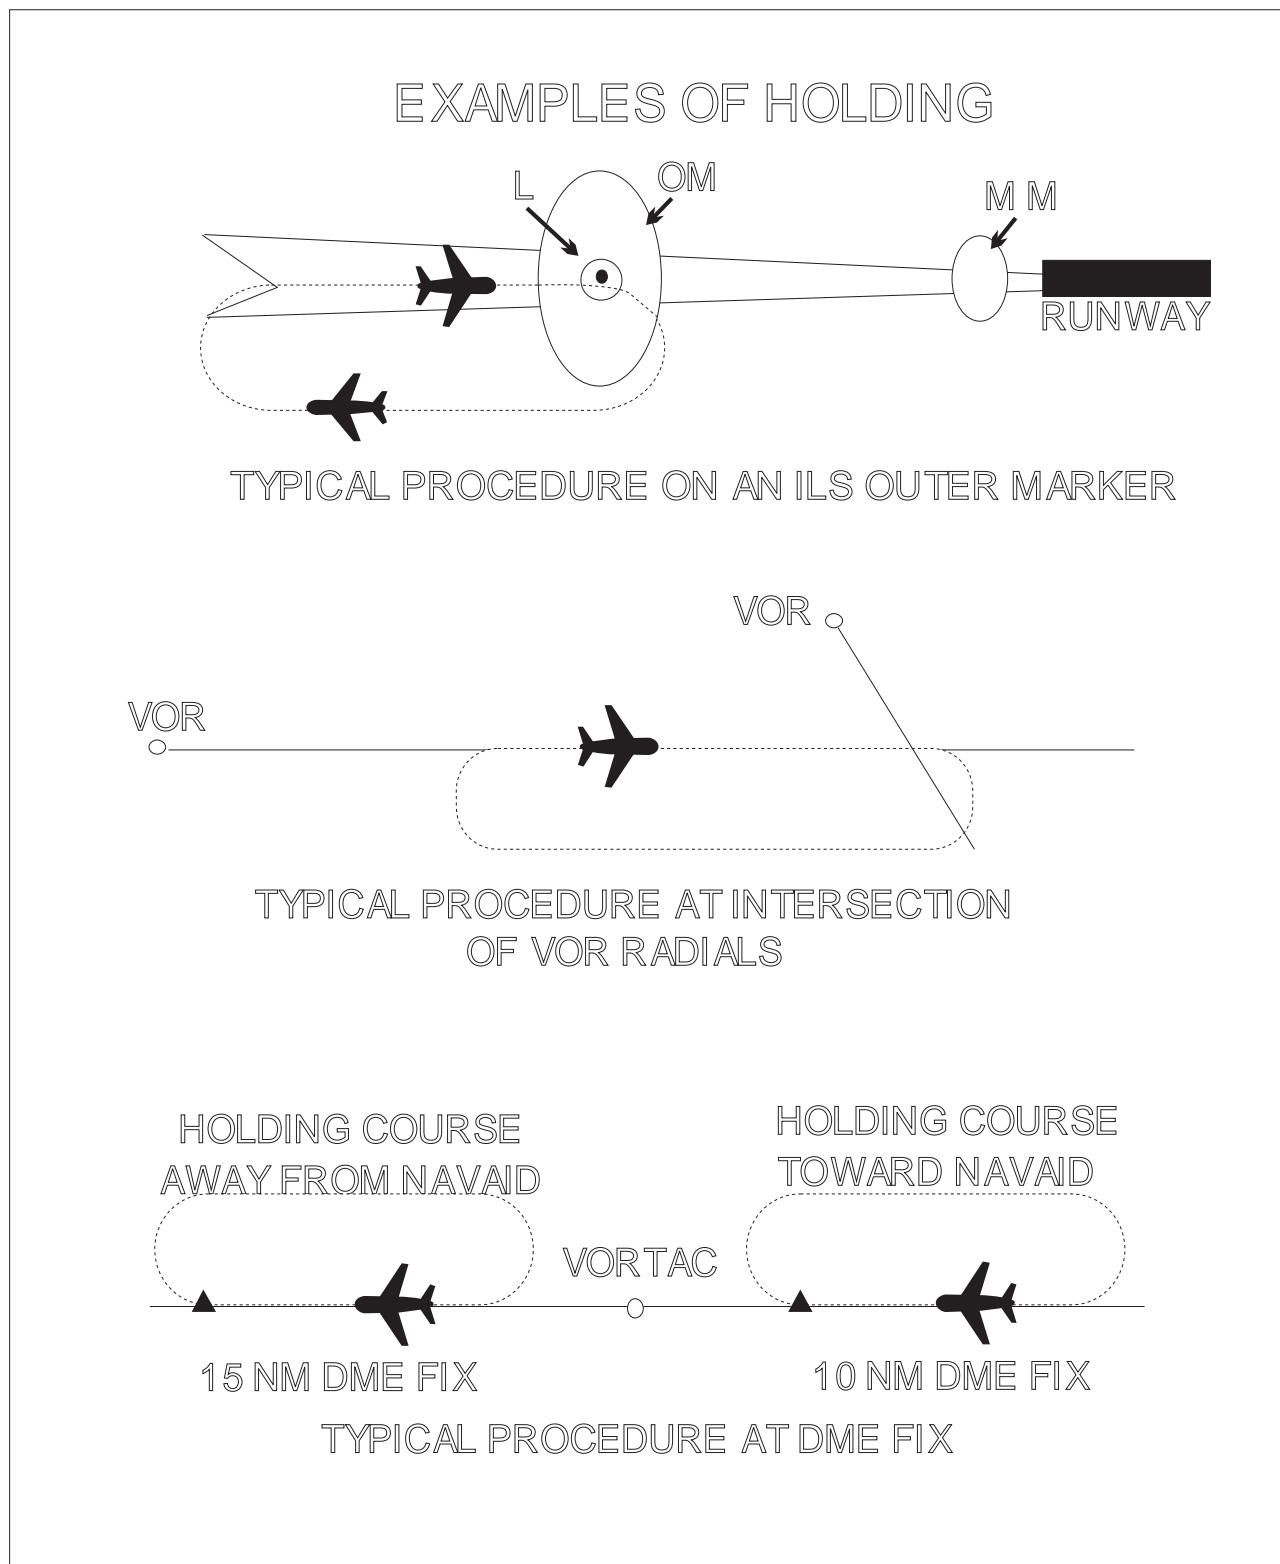 EXAMPLES OF HOLDING
L
OM
MM
RUNWAY
TYPICAL PROCEDURE ON AN ILS OUTER MARKER
VOR
VOR
TYPICAL PROCEDURE AT INTERSECTION
OF VOR RADIALS
HOLDING COURSE
AWAY FROM NAVAID
HOLDING COURSE
TOWARD NAVAID
VORTAC
15 NM DME FIX
10 NM DME FIX
TYPICAL PROCEDURE AT DME FIX